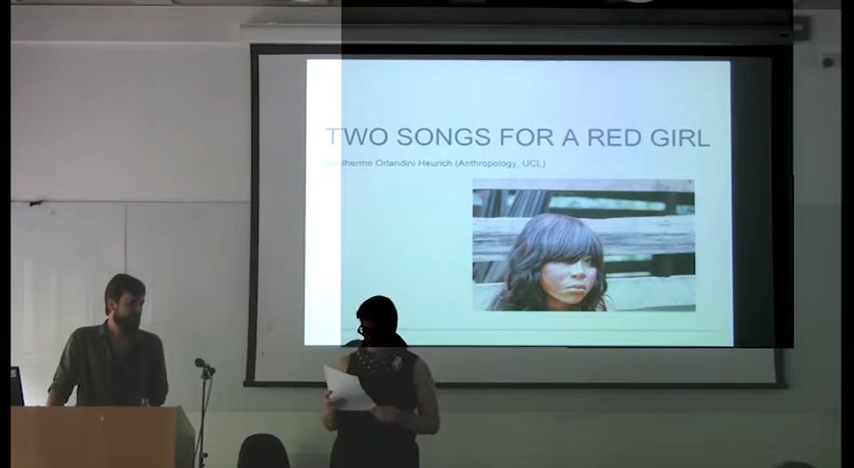 TWO SONGS FOR A RED GIRL
Guilherme Orlandini Heurich (Anthropology, UCL)